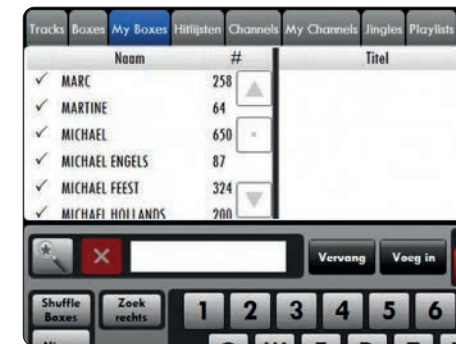 Tracks Boxes My Boxes Hitlijsten Channels My Channels Jingles Playlists
Naam # Titel
✓ MARC 258
✓ MARTINE 64
✓ MICHAEL 650
✓ MICHAEL ENGELS 87
✓ MICHAEL FEEST 324
✓ MICHAEL HOLLANDS 200
Vervang Voeg in
Shuffle Boxes Zoek rechts 1 2 3 4 5 6